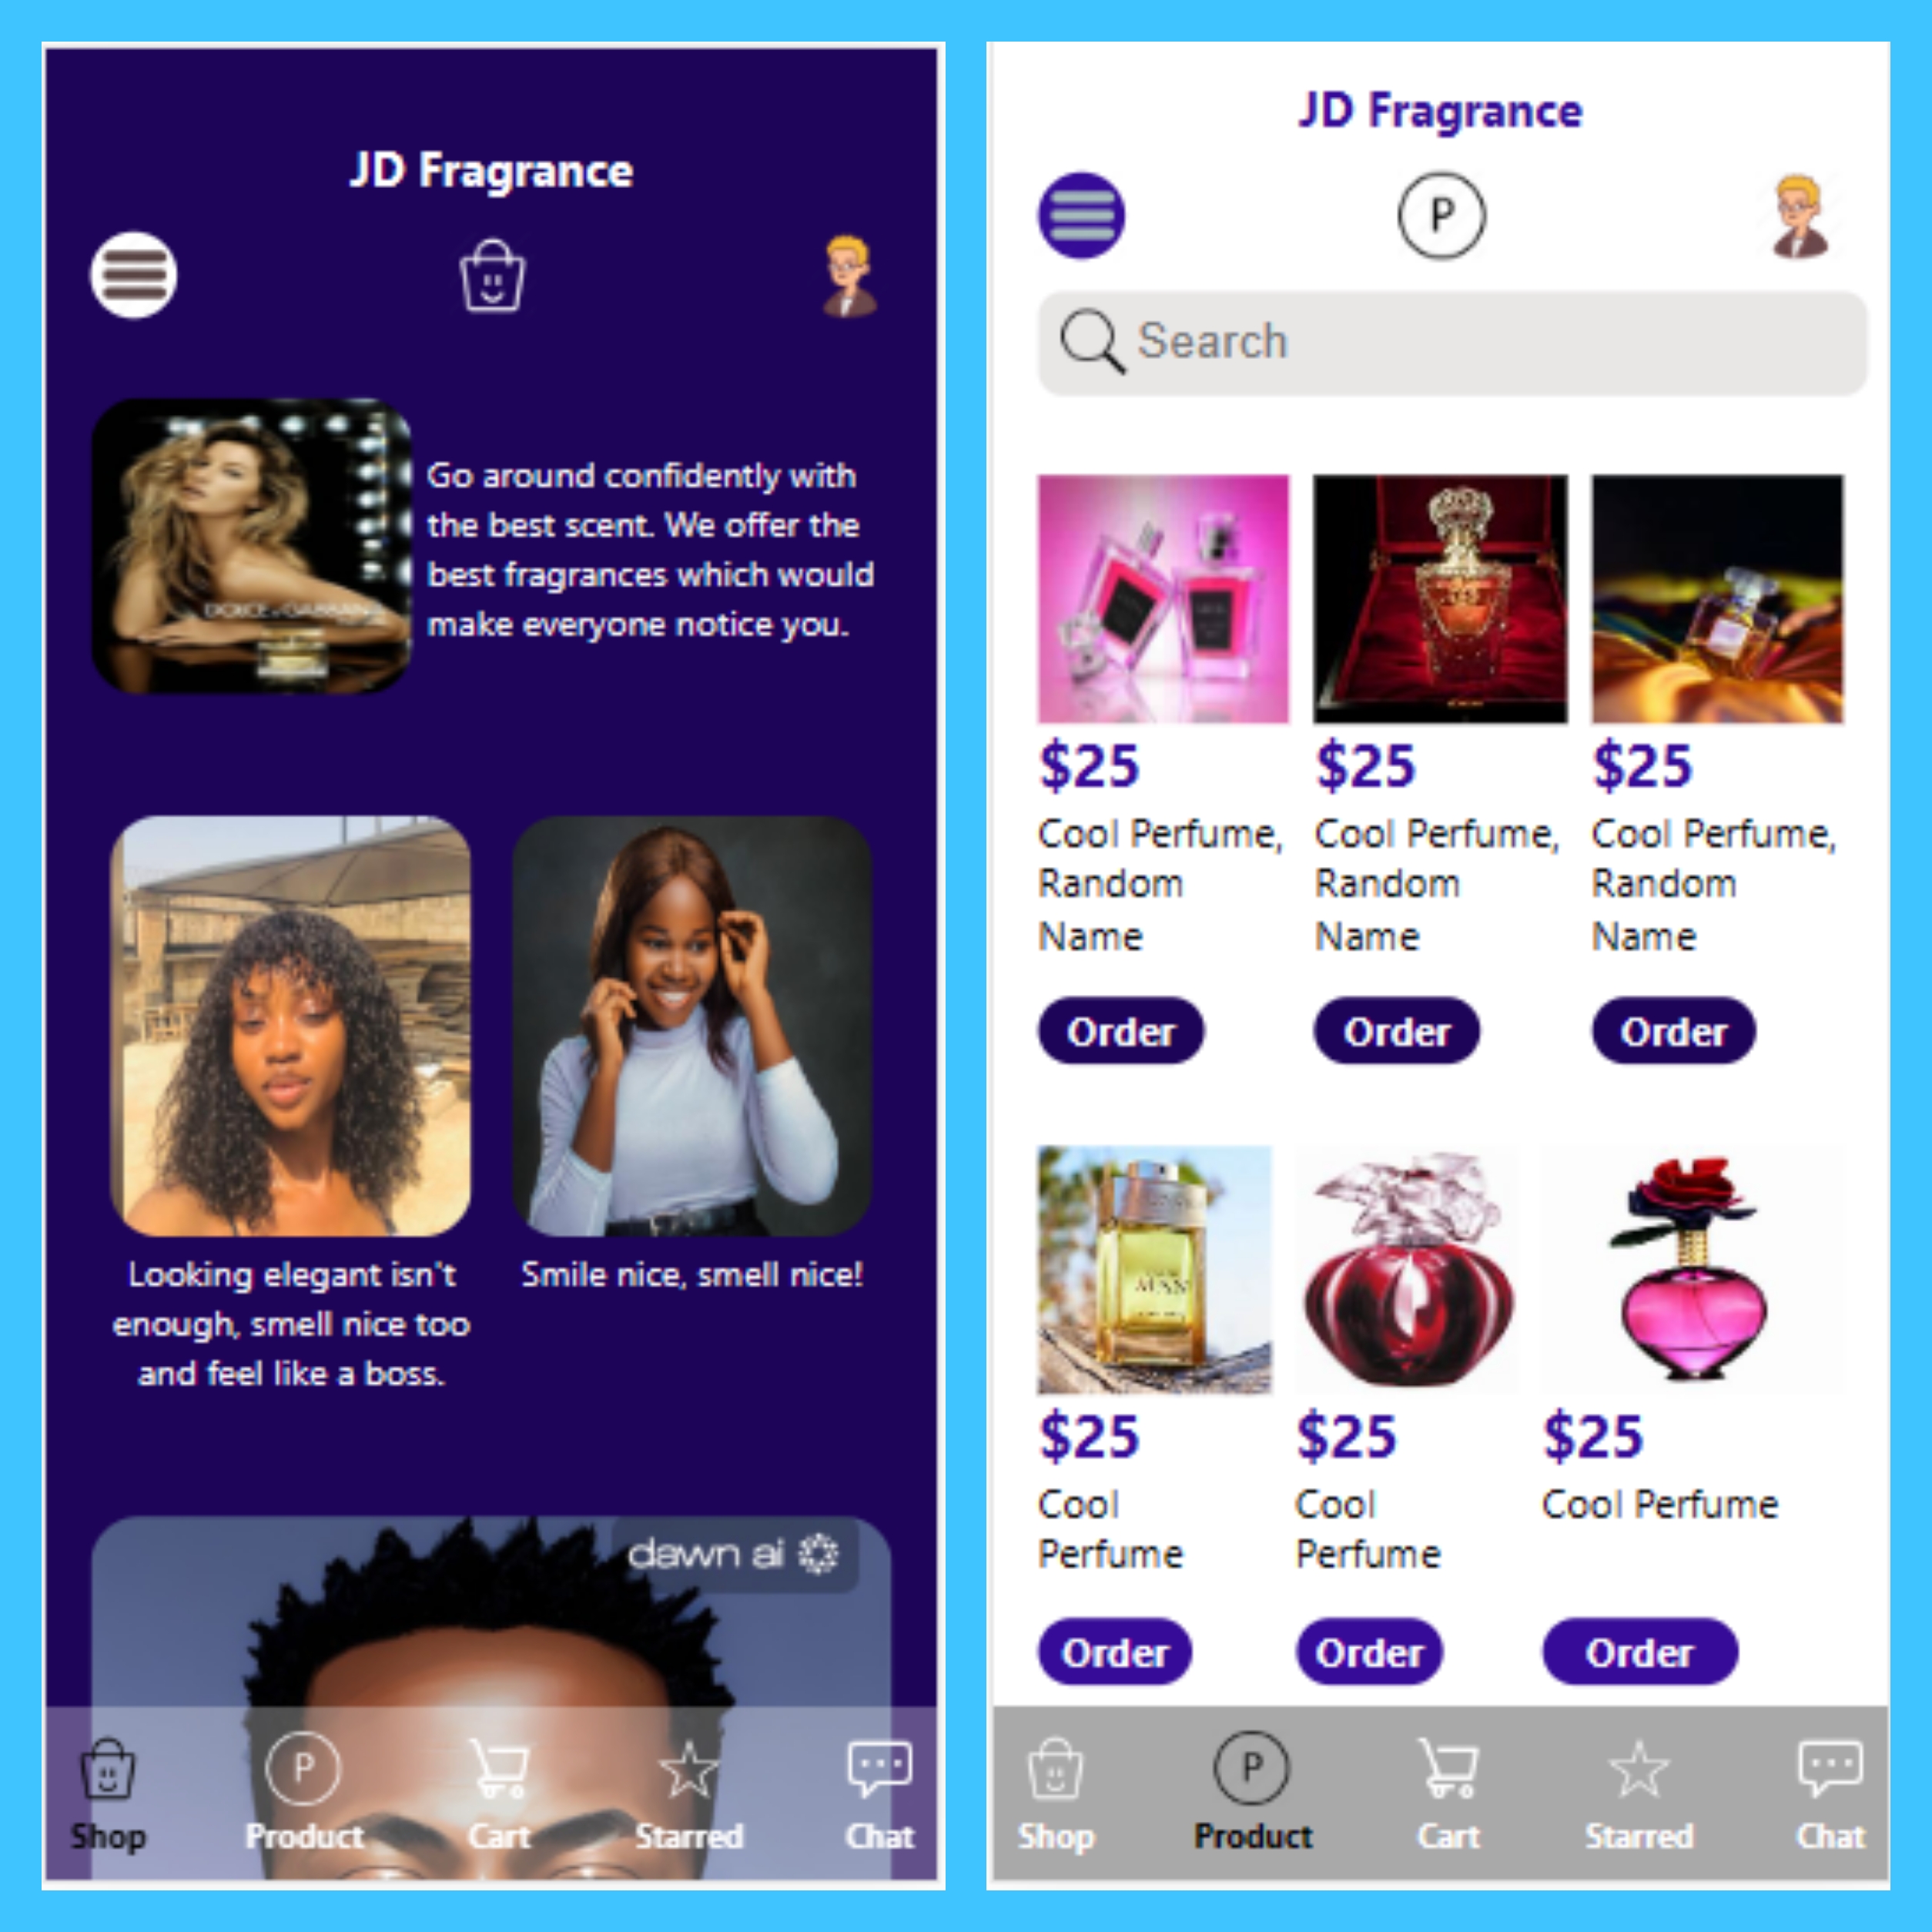 JD Fragrance
Go around confidently with
the best scent. We offer the
best fragrances which would
make everyone notice you.
DOLCE & GABBANA
Looking elegant isn't
enough, smell nice too
and feel like a boss.
Smile nice, smell nice!
dawn ai
Shop
P
Product
Cart
Starred
Chat
JD Fragrance
P
Search
$25
Cool Perfume,
Random
Name
Order
$25
Cool Perfume,
Random
Name
Order
$25
Cool Perfume,
Random
Name
Order
MAN
$25
Cool
Perfume
Order
$25
Cool
Perfume
Order
$25
Cool Perfume
Order
Shop
P
Product
Cart
Starred
Chat